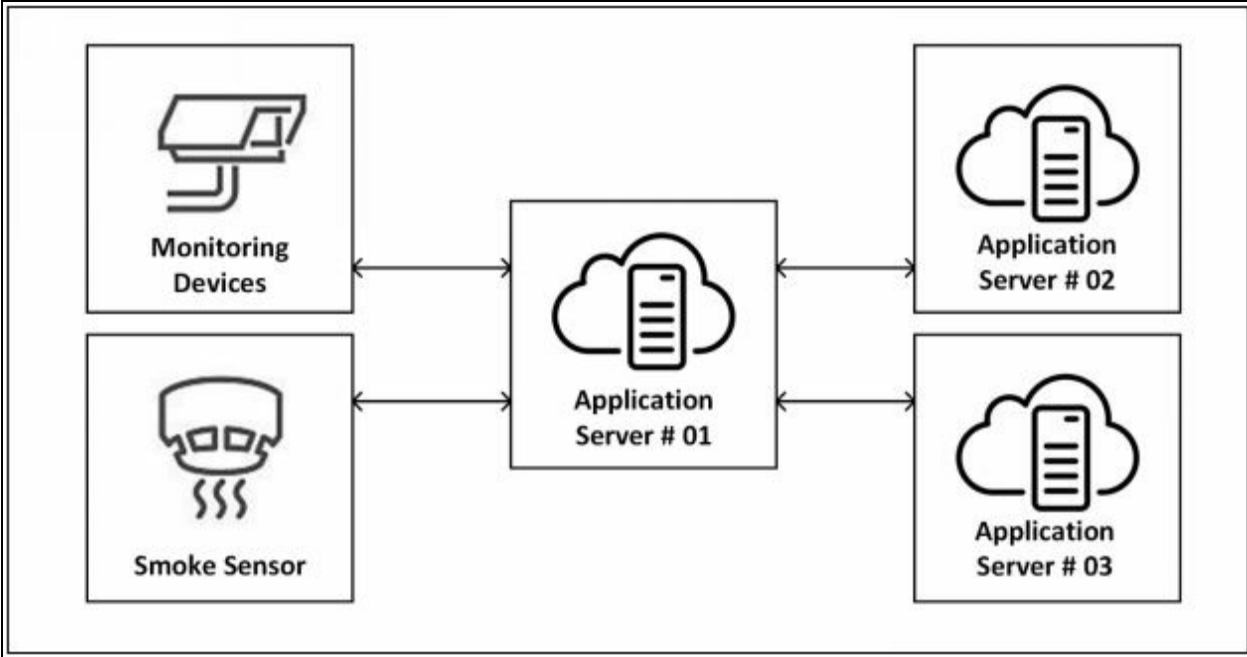 Monitoring
Devices
Smoke Sensor
Application
Server # 01
Application
Server # 02
Application
Server # 03